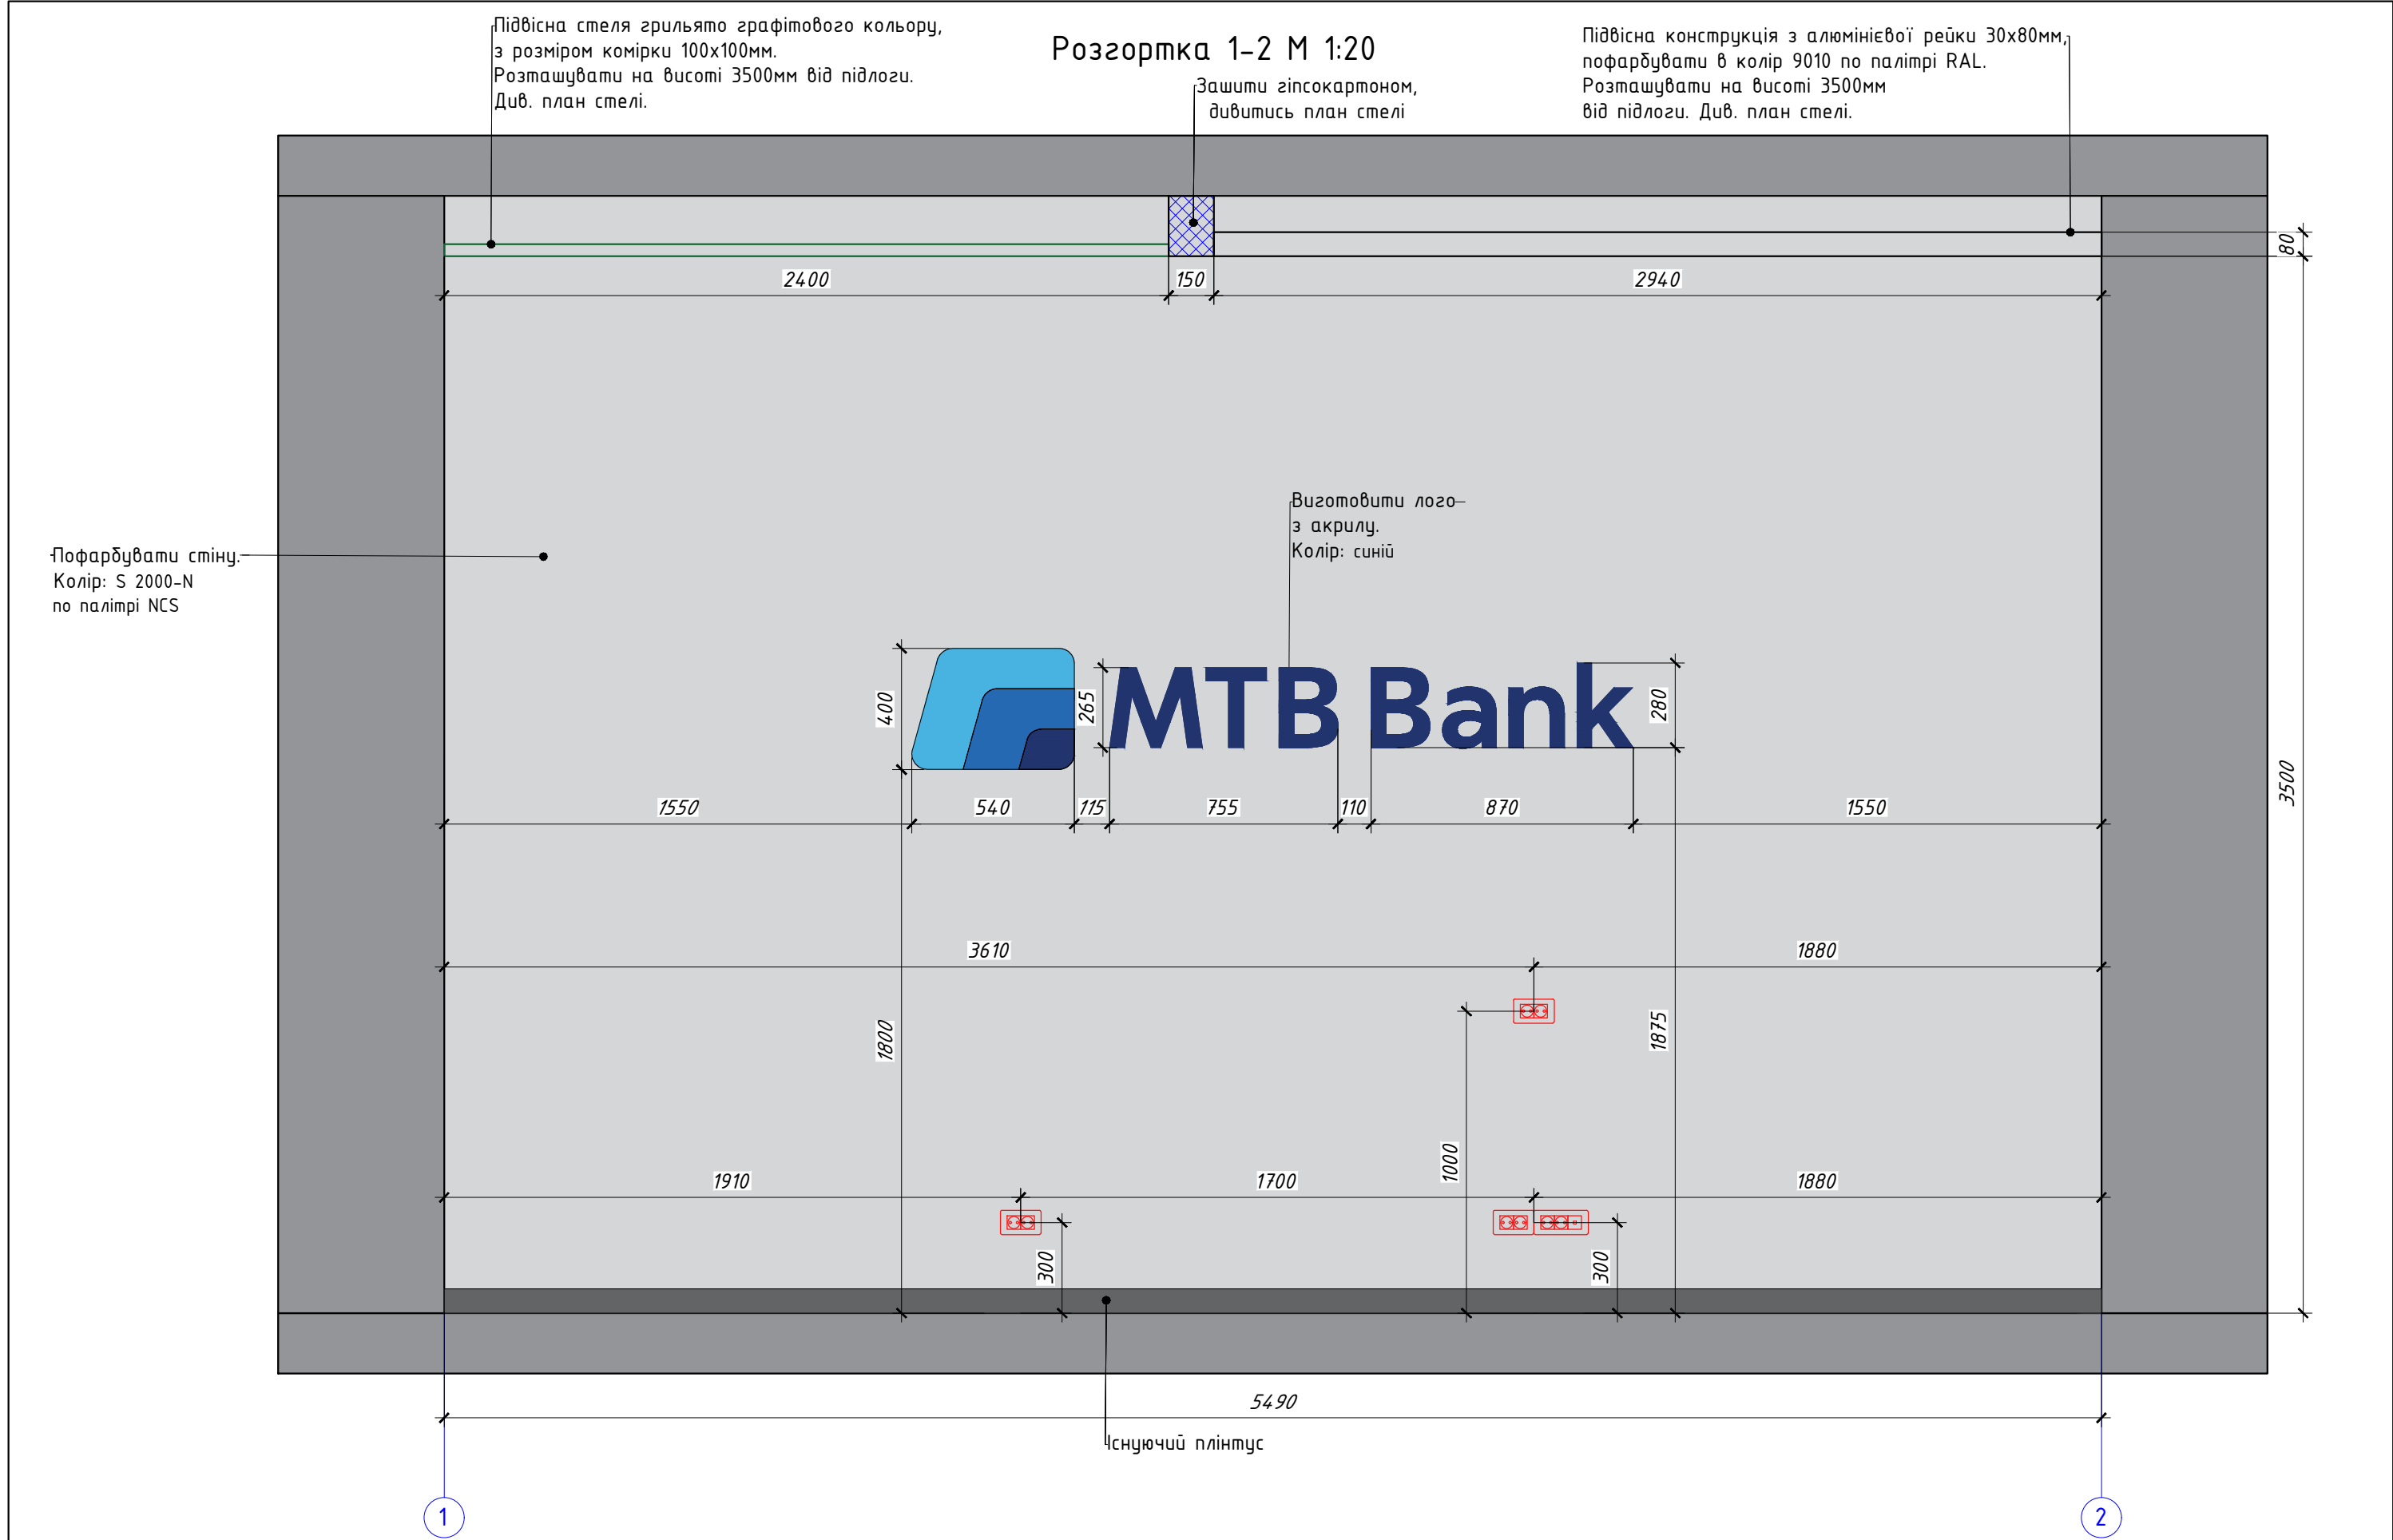 Підвісна стеля грильято графітового кольору,
з розміром комірки 100х100мм.
Розташувати на висоті 3500мм від підлоги.
Див. план стелі.
Розгортка 1-2 М 1:20
Зашити гіпсокартоном,
дивитись план стелі
Підвісна конструкція з алюмінієвої рейки 30х80мм,
пофарбувати в колір 9010 по палітрі RAL.
Розташувати на висоті 3500мм
від підлоги. Див. план стелі.
80
2400
150
2940
Виготовити лого
з акрилу.
Колір: синій
Пофарбувати стіну.
Колір: S 2000-N
по палітрі NCS
400
265
MTB Bank
280
3500
1550
540
115
755
110
870
1550
3610
1880
1800
1875
1000
1910
1700
1880
300
300
5490
Існуючий плінтус
1
2